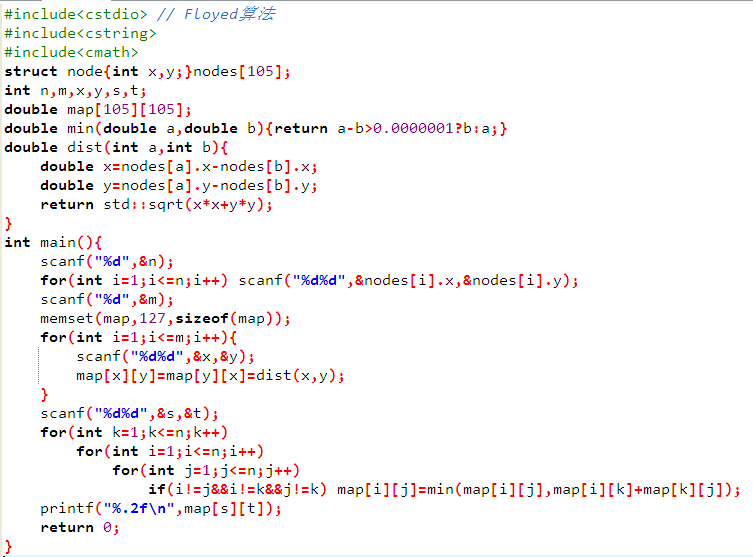 #include<cstdio> // Floyed算法
#include<cstring>
#include<cmath>
struct node{int x,y;}nodes[105];
int n,m,x,y,s,t;
double map[105][105];
double min(double a,double b){return a-b>0.0000001?b:a;}
double dist(int a,int b){
    double x=nodes[a].x-nodes[b].x;
    double y=nodes[a].y-nodes[b].y;
    return std::sqrt(x*x+y*y);
}
int main(){
    scanf("%d",&n);
    for(int i=1;i<=n;i++) scanf("%d%d",&nodes[i].x,&nodes[i].y);
    scanf("%d",&m);
    memset(map,127,sizeof(map));
    for(int i=1;i<=m;i++){
        scanf("%d%d",&x,&y);
        map[x][y]=map[y][x]=dist(x,y);
    }
    scanf("%d%d",&s,&t);
    for(int k=1;k<=n;k++)
        for(int i=1;i<=n;i++)
            for(int j=1;j<=n;j++)
                if(i!=j&&i!=k&&j!=k) map[i][j]=min(map[i][j],map[i][k]+map[k][j]);
    printf("%.2f\n",map[s][t]);
    return 0;
}